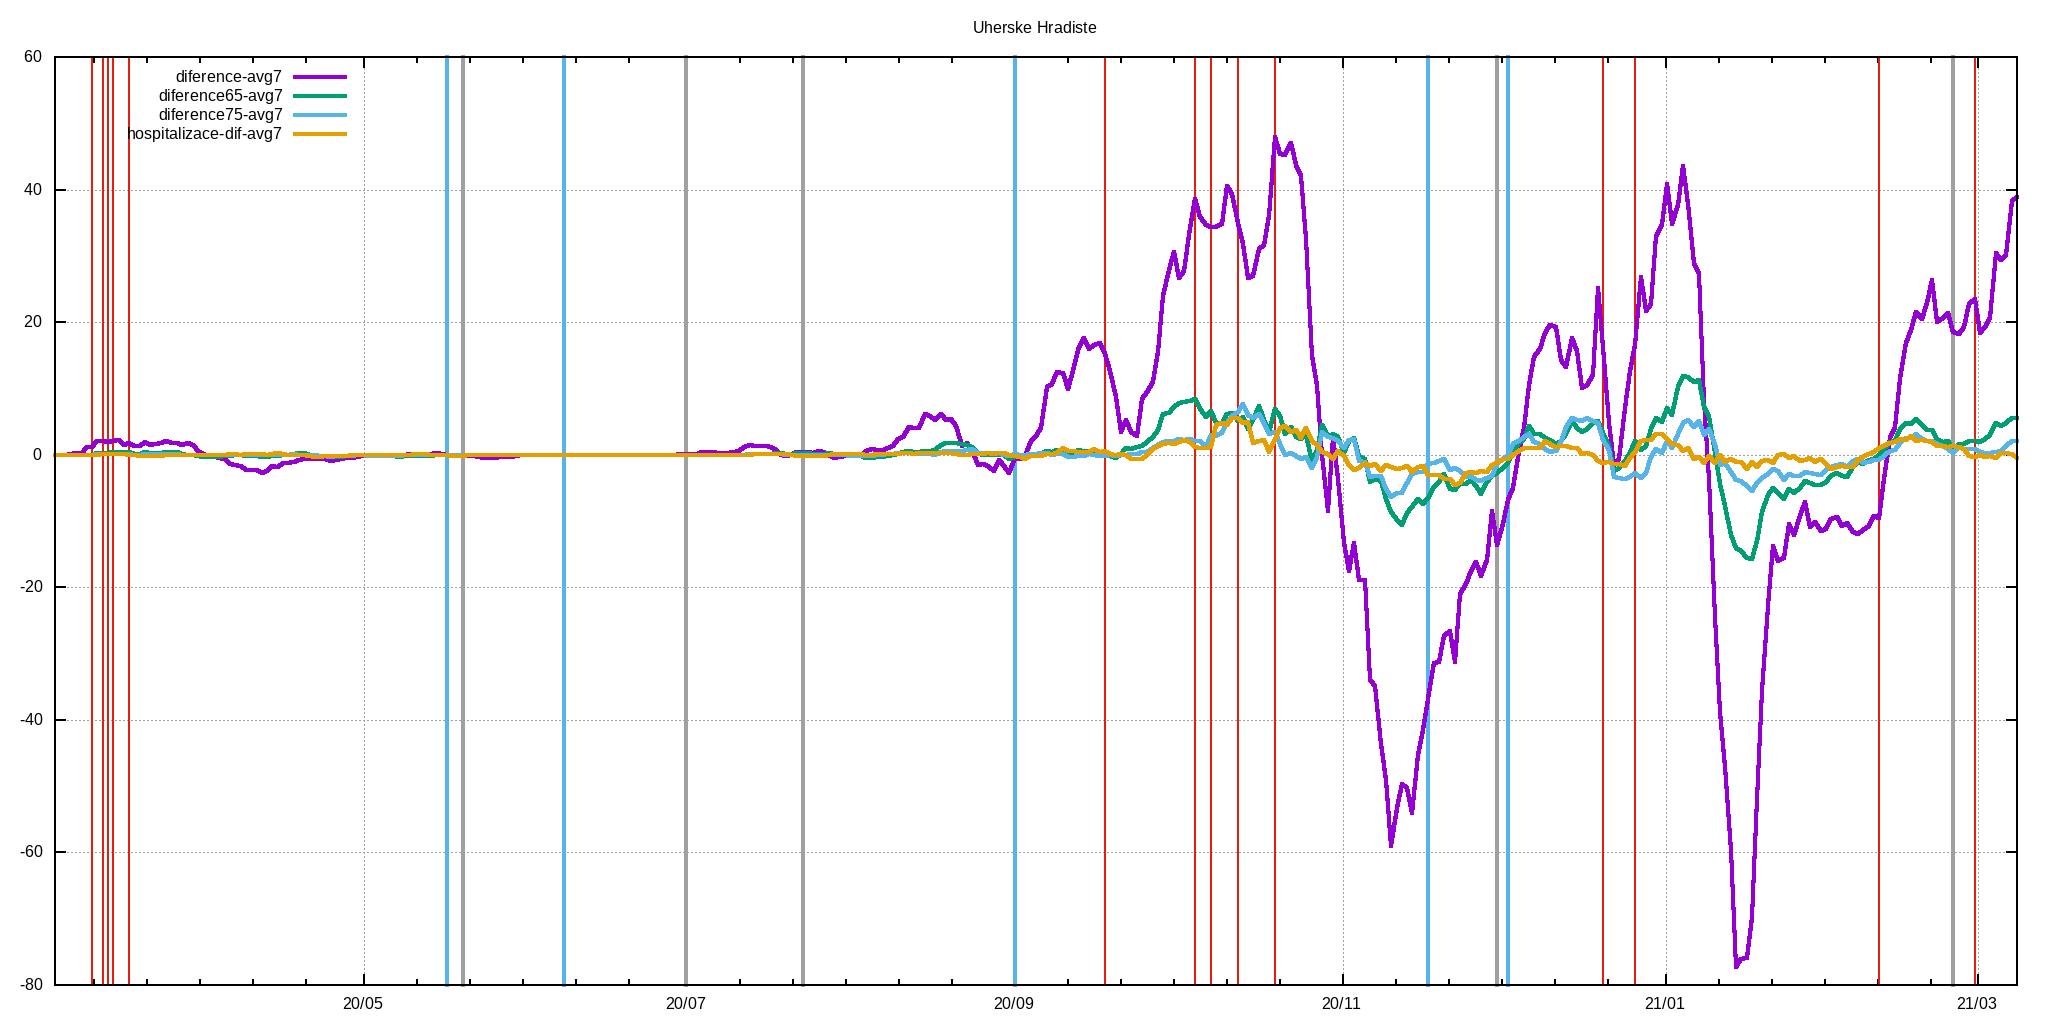 Uherske Hradiste
diference-avg7
diference65-avg7
diference75-avg7
hospitalizace-dif-avg7
60
40
20
0
-20
-40
-60
-80
20/05 20/07 20/09 20/11 21/01 21/03